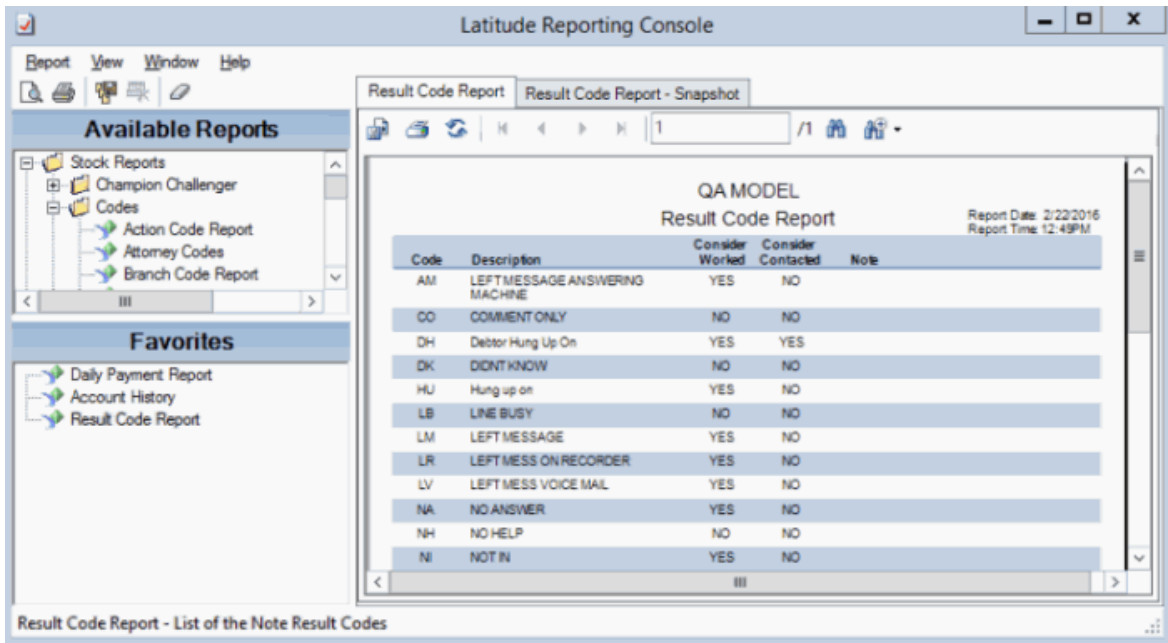 Latitude Reporting Console
Report View Window Help
Available Reports
Stock Reports
Champion Challenger
Codes
Action Code Report
Attorney Codes
Branch Code Report
Favorites
Daily Payment Report
Account History
Result Code Report
Result Code Report Result Code Report - Snapshot
1 /1
QA MODEL
Result Code Report
Report Date: 2/22/2016
Report Time: 12:49PM
Consider Consider
Code Description Worked Contacted Note
AM LEFT MESSAGE ANSWERING YES NO
MACHINE
CO COMMENT ONLY NO NO
DH Debtor Hung Up On YES YES
DK DIDNT KNOW NO NO
HU Hung up on YES NO
LB LINE BUSY NO NO
LM LEFT MESSAGE YES NO
LR LEFT MESS ON RECORDER YES NO
LV LEFT MESS VOICE MAIL YES NO
NA NO ANSWER YES NO
NH NO HELP NO NO
NI NOT IN YES NO
Result Code Report - List of the Note Result Codes